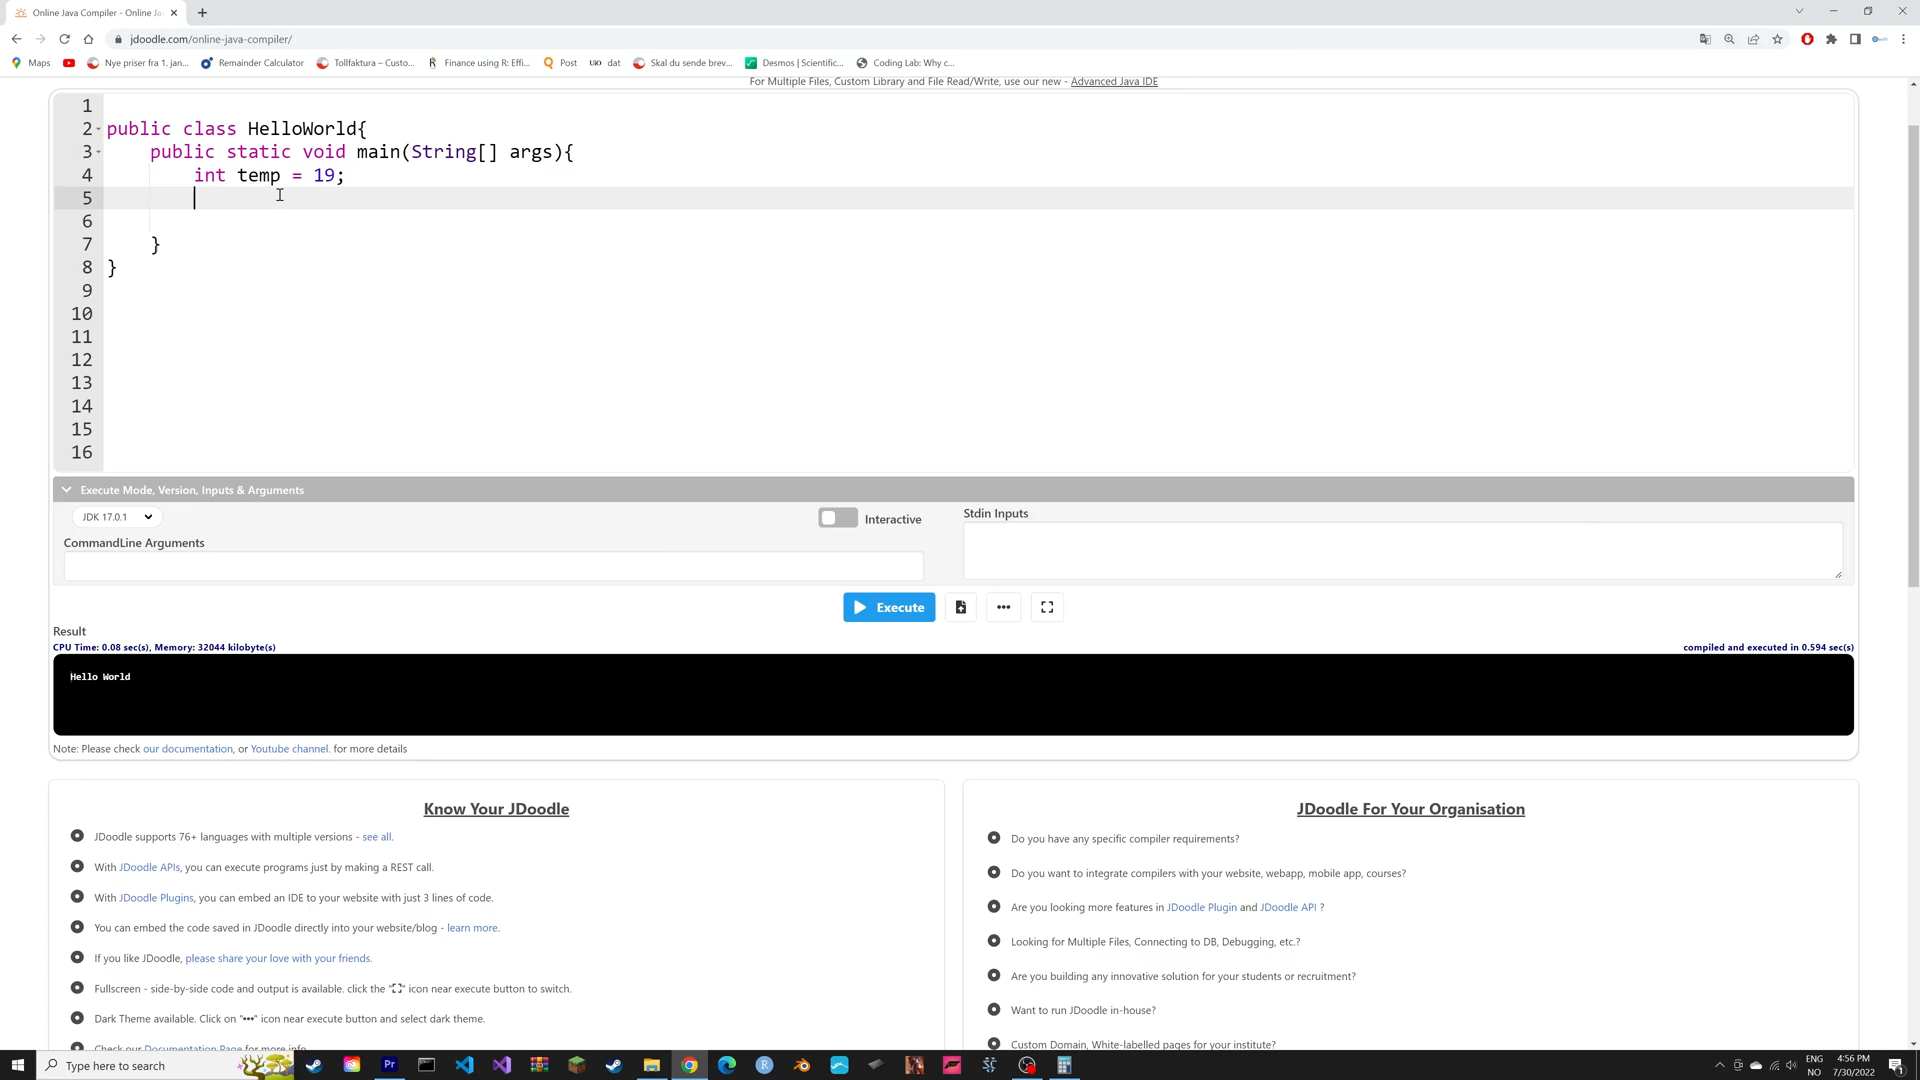 Online Java Compiler - Online Ja
jdoodle.com/online-java-compiler/
Maps
Nye priser fra 1. jan...
Remainder Calculator
Tollfaktura – Custo...
Finance using R: Effi...
Post
UiO dat
Skal du sende brev...
Desmos | Scientific...
Coding Lab: Why c...
For Multiple Files, Custom Library and File Read/Write, use our new - Advanced Java IDE
1
2 public class HelloWorld{
3 public static void main(String[] args){
4 int temp = 19;
5
6
7 }
8 }
9
10
11
12
13
14
15
16
Execute Mode, Version, Inputs & Arguments
JDK 17.0.1
Interactive
Stdin Inputs
CommandLine Arguments
Execute
Result
CPU Time: 0.08 sec(s), Memory: 32044 kilobyte(s)
compiled and executed in 0.594 sec(s)
Hello World
Note: Please check our documentation, or Youtube channel. for more details
Know Your JDoodle
JDoodle supports 76+ languages with multiple versions - see all.
With JDoodle APIs, you can execute programs just by making a REST call.
With JDoodle Plugins, you can embed an IDE to your website with just 3 lines of code.
You can embed the code saved in JDoodle directly into your website/blog - learn more.
If you like JDoodle, please share your love with your friends.
Fullscreen - side-by-side code and output is available. click the "⛶" icon near execute button to switch.
Dark Theme available. Click on "•••" icon near execute button and select dark theme.
Check our Documentation Page for more info.
JDoodle For Your Organisation
Do you have any specific compiler requirements?
Do you want to integrate compilers with your website, webapp, mobile app, courses?
Are you looking more features in JDoodle Plugin and JDoodle API ?
Looking for Multiple Files, Connecting to DB, Debugging, etc.?
Are you building any innovative solution for your students or recruitment?
Want to run JDoodle in-house?
Custom Domain, White-labelled pages for your institute?
Type here to search
ENG
NO
4:56 PM
7/30/2022